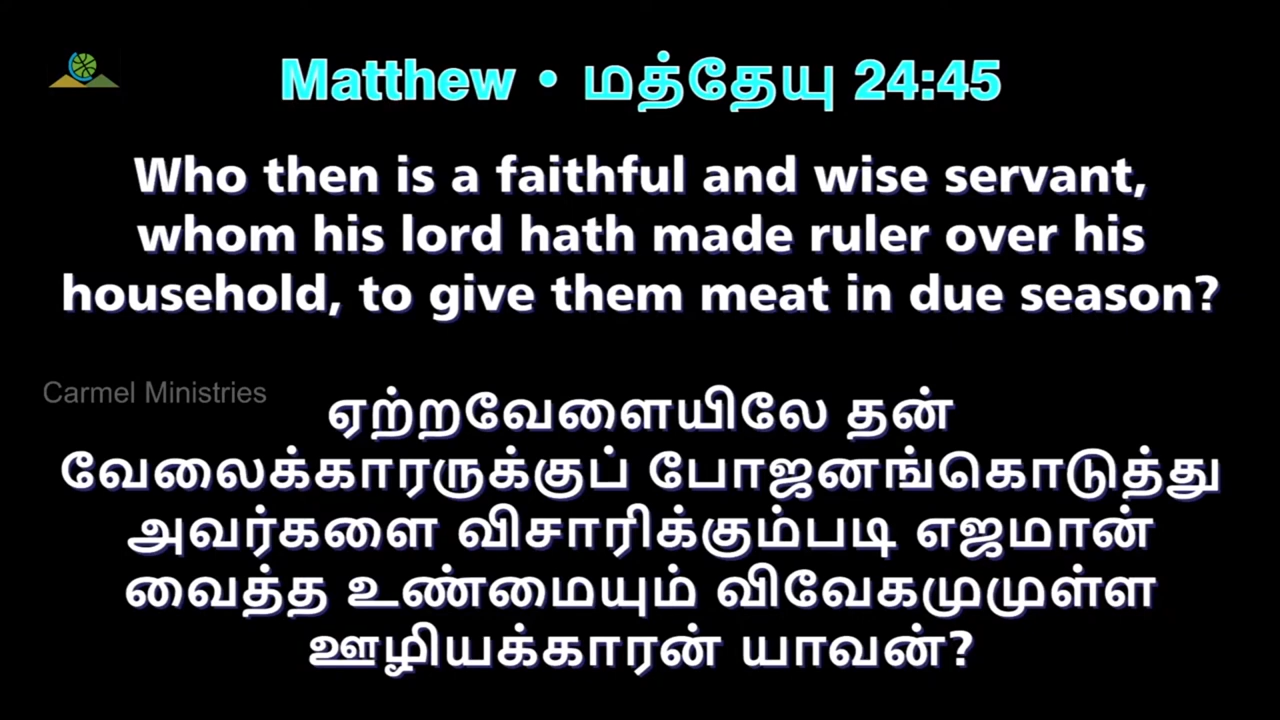 Matthew • மத்தேயு 24:45
Who then is a faithful and wise servant,
whom his lord hath made ruler over his
household, to give them meat in due season?
Carmel Ministries
ஏற்றவேளையிலே தன்
வேலைக்காரருக்குப் போஜனங்கொடுத்து
அவர்களை விசாரிக்கும்படி எஜமான்
வைத்த உண்மையும் விவேகமுமுள்ள
ஊழியக்காரன் யாவன்?